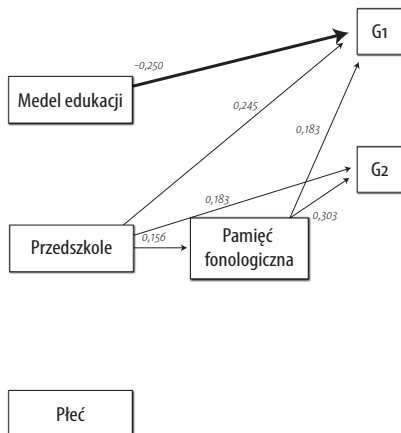 G1
-0,250
Medel edukacji
0,245
0,183
G2
0,183
0,303
Przedszkole
0,156
Pamięć
fonologiczna
Płeć